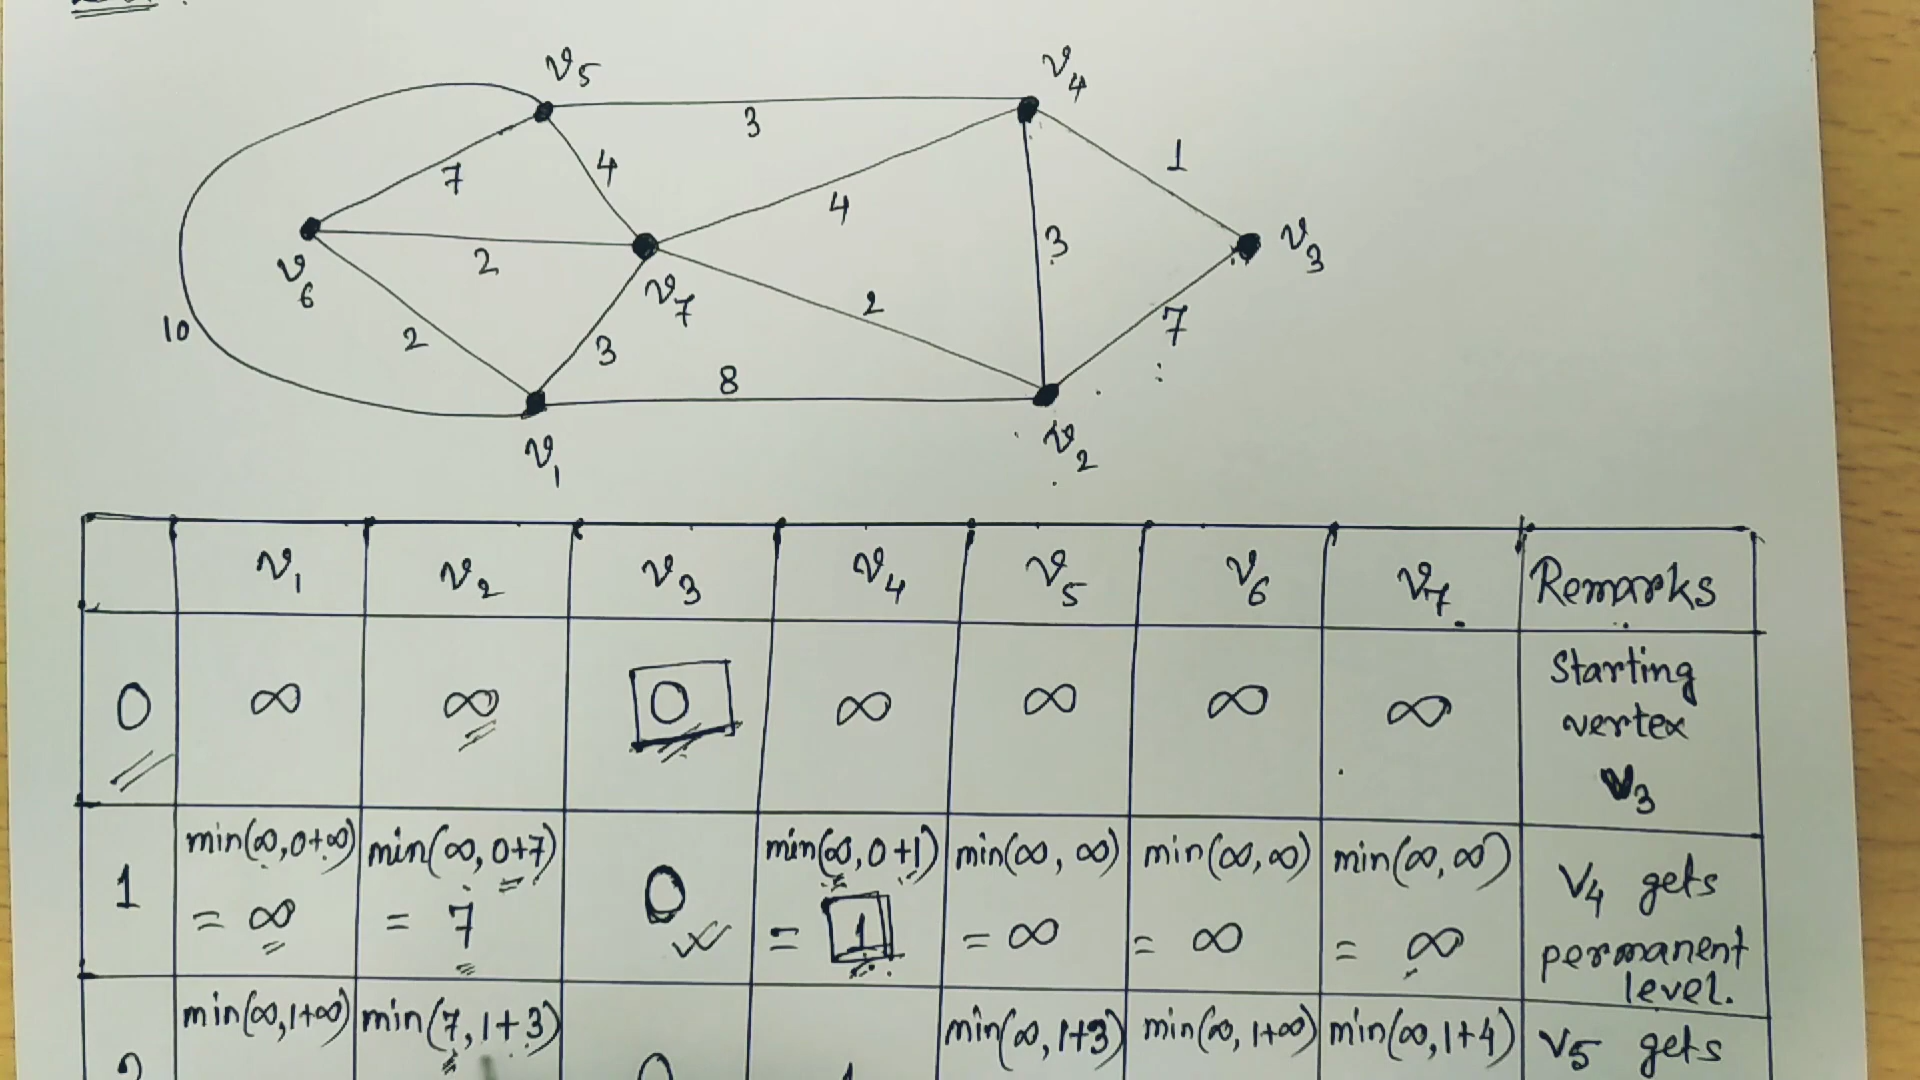 v5
v4
3
1
7
4
4
3
v3
v6
2
v7
2
7
10
2
3
8
v1
v2
v1 v2 v3 v4 v5 v6 v7 Remarks
0 ∞ ∞ 0 ∞ ∞ ∞ ∞ Starting
vertex
v3
1 min(∞,0+∞) min(∞,0+7) 0 min(∞,0+1) min(∞,∞) min(∞,∞) min(∞,∞) v4 gets
= ∞ = 7 = 1 = ∞ = ∞ = ∞ permanent
level.
min(∞,1+∞) min(7,1+3) min(∞,1+3) min(∞,1+∞) min(∞,1+4) v5 gets